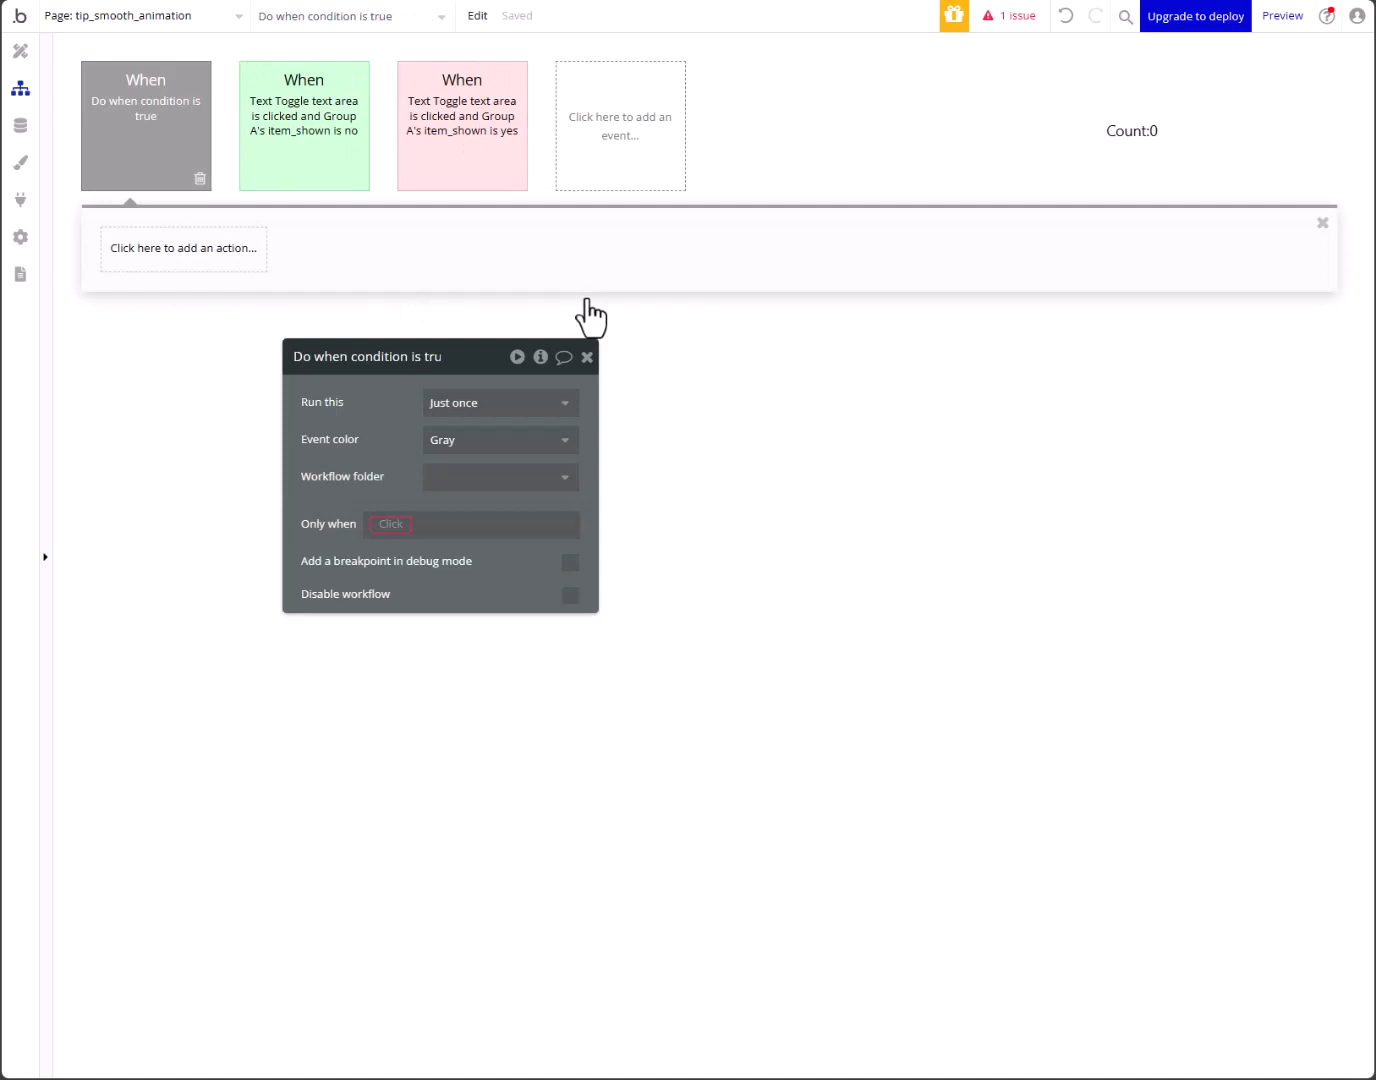 .b
Page: tip_smooth_animation
Do when condition is true
Edit
Saved
1 issue
Upgrade to deploy
Preview
When
Do when condition is
true
When
Text Toggle text area
is clicked and Group
A's item_shown is no
When
Text Toggle text area
is clicked and Group
A's item_shown is yes
Click here to add an
event...
Count:0
Click here to add an action...
Do when condition is tru
Run this
Just once
Event color
Gray
Workflow folder
Only when
Click
Add a breakpoint in debug mode
Disable workflow